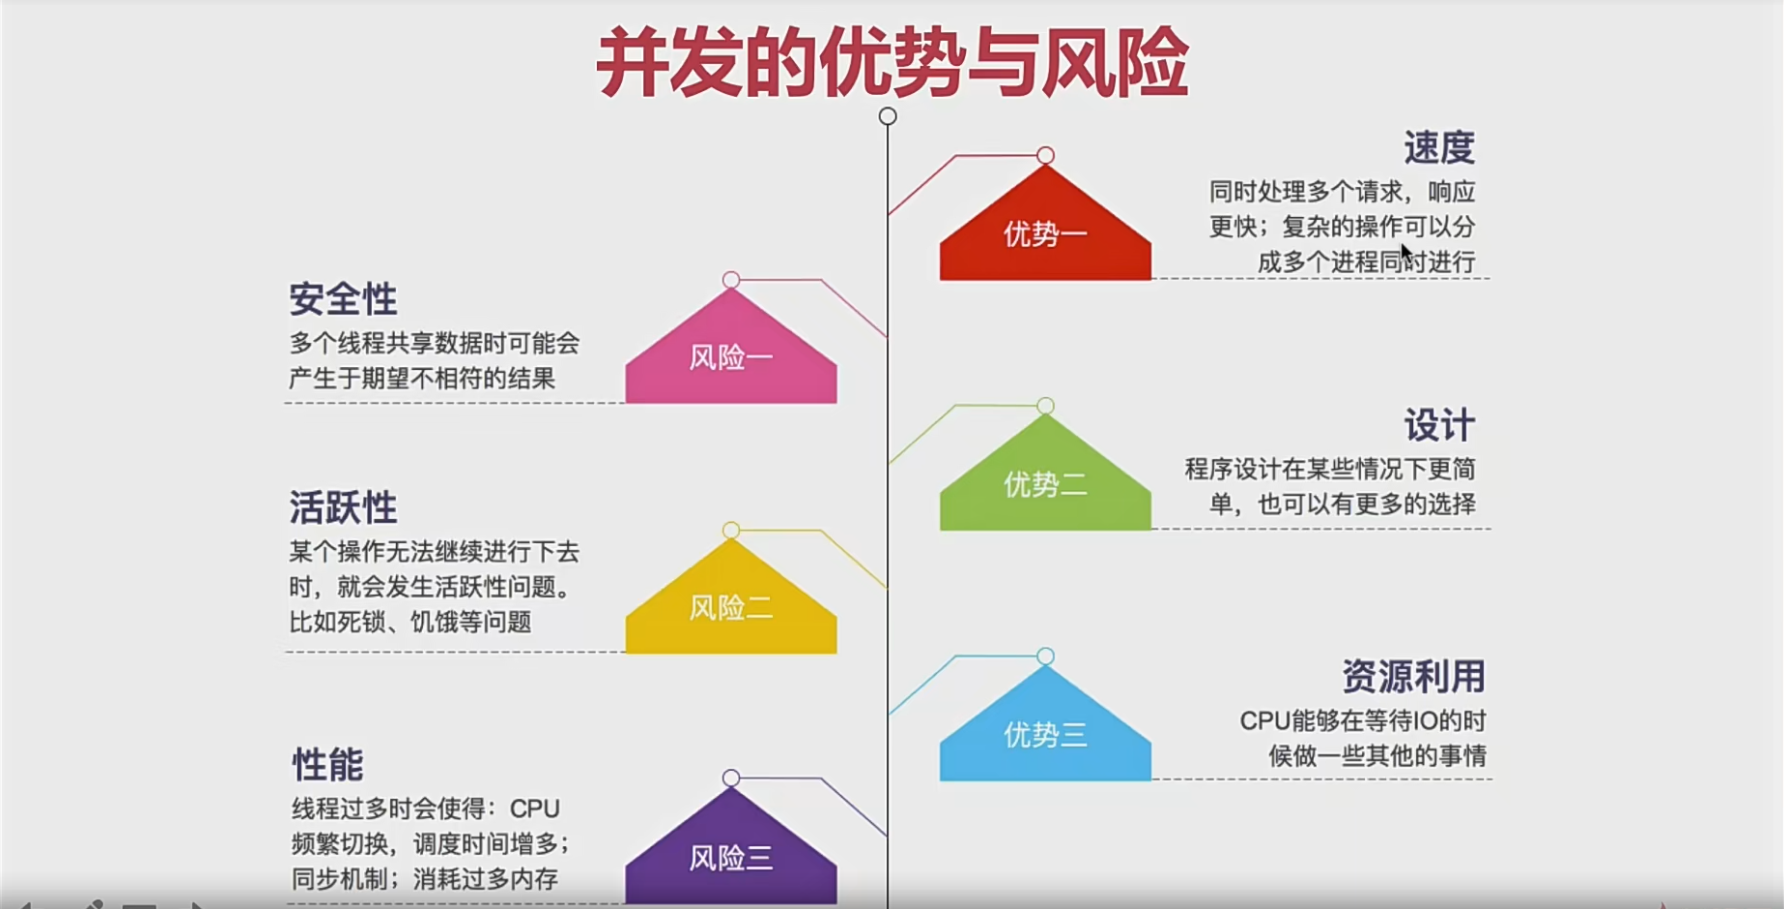 并发的优势与风险
速度
同时处理多个请求，响应
更快；复杂的操作可以分
成多个进程同时进行
优势一
安全性
多个线程共享数据时可能会
产生于期望不相符的结果
风险一
设计
程序设计在某些情况下更简
单，也可以有更多的选择
优势二
活跃性
某个操作无法继续进行下去
时，就会发生活跃性问题。
比如死锁、饥饿等问题
风险二
资源利用
CPU能够在等待IO的时
候做一些其他的事情
优势三
性能
线程过多时会使得：CPU
频繁切换，调度时间增多；
同步机制；消耗过多内存
风险三